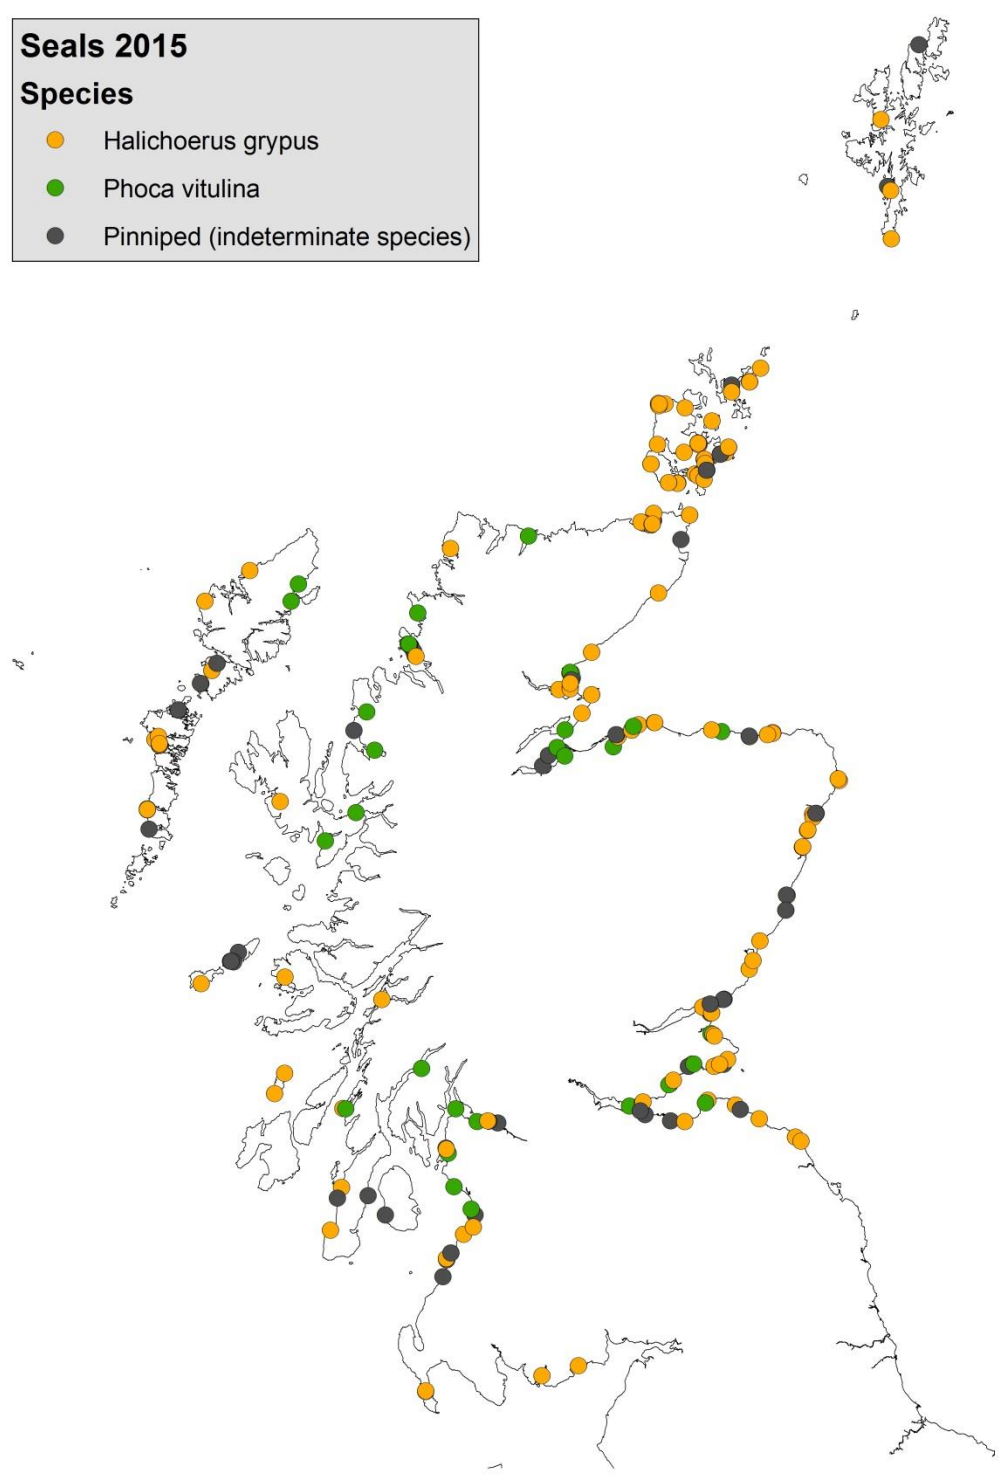 Seals 2015
Species
Halichoerus grypus
Phoca vitulina
Pinniped (indeterminate species)